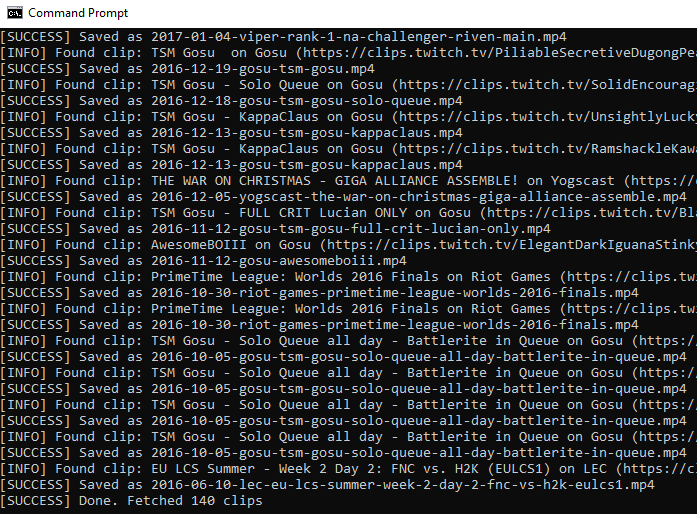 Command Prompt
[SUCCESS] Saved as 2017-01-04-viper-rank-1-na-challenger-riven-main.mp4
[INFO] Found clip: TSM Gosu  on Gosu (https://clips.twitch.tv/PiliableSecretiveDugongPea
[SUCCESS] Saved as 2016-12-19-gosu-tsm-gosu.mp4
[INFO] Found clip: TSM Gosu - Solo Queue on Gosu (https://clips.twitch.tv/SolidEncouragi
[SUCCESS] Saved as 2016-12-18-gosu-tsm-gosu-solo-queue.mp4
[INFO] Found clip: TSM Gosu - KappaClaus on Gosu (https://clips.twitch.tv/UnsightlyLucky
[SUCCESS] Saved as 2016-12-13-gosu-tsm-gosu-kappaclaus.mp4
[INFO] Found clip: TSM Gosu - KappaClaus on Gosu (https://clips.twitch.tv/RamshackleKawa
[SUCCESS] Saved as 2016-12-13-gosu-tsm-gosu-kappaclaus.mp4
[INFO] Found clip: THE WAR ON CHRISTMAS - GIGA ALLIANCE ASSEMBLE! on Yogscast (https://c
[SUCCESS] Saved as 2016-12-05-yogscast-the-war-on-christmas-giga-alliance-assemble.mp4
[INFO] Found clip: TSM Gosu - FULL CRIT Lucian ONLY on Gosu (https://clips.twitch.tv/Bla
[SUCCESS] Saved as 2016-11-12-gosu-tsm-gosu-full-crit-lucian-only.mp4
[INFO] Found clip: AwesomeBOIII on Gosu (https://clips.twitch.tv/ElegantDarkIguanaStinky
[SUCCESS] Saved as 2016-11-12-gosu-awesomeboiii.mp4
[INFO] Found clip: PrimeTime League: Worlds 2016 Finals on Riot Games (https://clips.twi
[SUCCESS] Saved as 2016-10-30-riot-games-primetime-league-worlds-2016-finals.mp4
[INFO] Found clip: PrimeTime League: Worlds 2016 Finals on Riot Games (https://clips.twi
[SUCCESS] Saved as 2016-10-30-riot-games-primetime-league-worlds-2016-finals.mp4
[INFO] Found clip: TSM Gosu - Solo Queue all day - Battlerite in Queue on Gosu (https://
[SUCCESS] Saved as 2016-10-05-gosu-tsm-gosu-solo-queue-all-day-battlerite-in-queue.mp4
[INFO] Found clip: TSM Gosu - Solo Queue all day - Battlerite in Queue on Gosu (https://
[SUCCESS] Saved as 2016-10-05-gosu-tsm-gosu-solo-queue-all-day-battlerite-in-queue.mp4
[INFO] Found clip: TSM Gosu - Solo Queue all day - Battlerite in Queue on Gosu (https://
[SUCCESS] Saved as 2016-10-05-gosu-tsm-gosu-solo-queue-all-day-battlerite-in-queue.mp4
[INFO] Found clip: TSM Gosu - Solo Queue all day - Battlerite in Queue on Gosu (https://
[SUCCESS] Saved as 2016-10-05-gosu-tsm-gosu-solo-queue-all-day-battlerite-in-queue.mp4
[INFO] Found clip: EU LCS Summer - Week 2 Day 2: FNC vs. H2K (EULCS1) on LEC (https://cl
[SUCCESS] Saved as 2016-06-10-lec-eu-lcs-summer-week-2-day-2-fnc-vs-h2k-eulcs1.mp4
[SUCCESS] Done. Fetched 140 clips